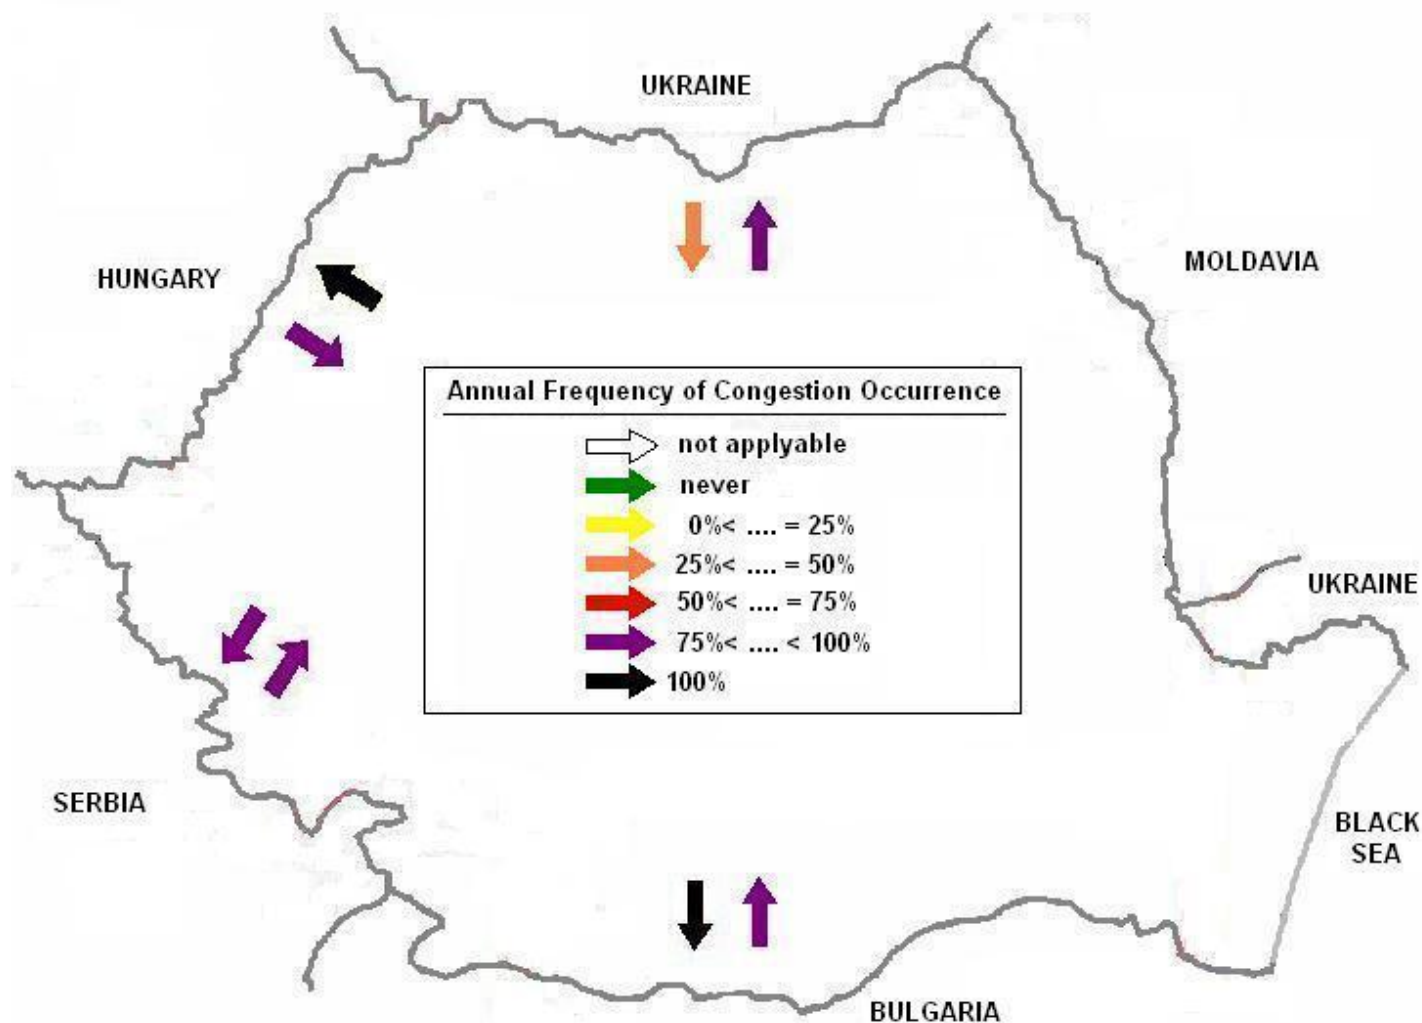 UKRAINE
HUNGARY
MOLDAVIA
Annual Frequency of Congestion Occurrence
not applyable
never
0%< .... = 25%
25%< .... = 50%
50%< .... = 75%
75%< .... < 100%
100%
UKRAINE
SERBIA
BLACK
SEA
BULGARIA